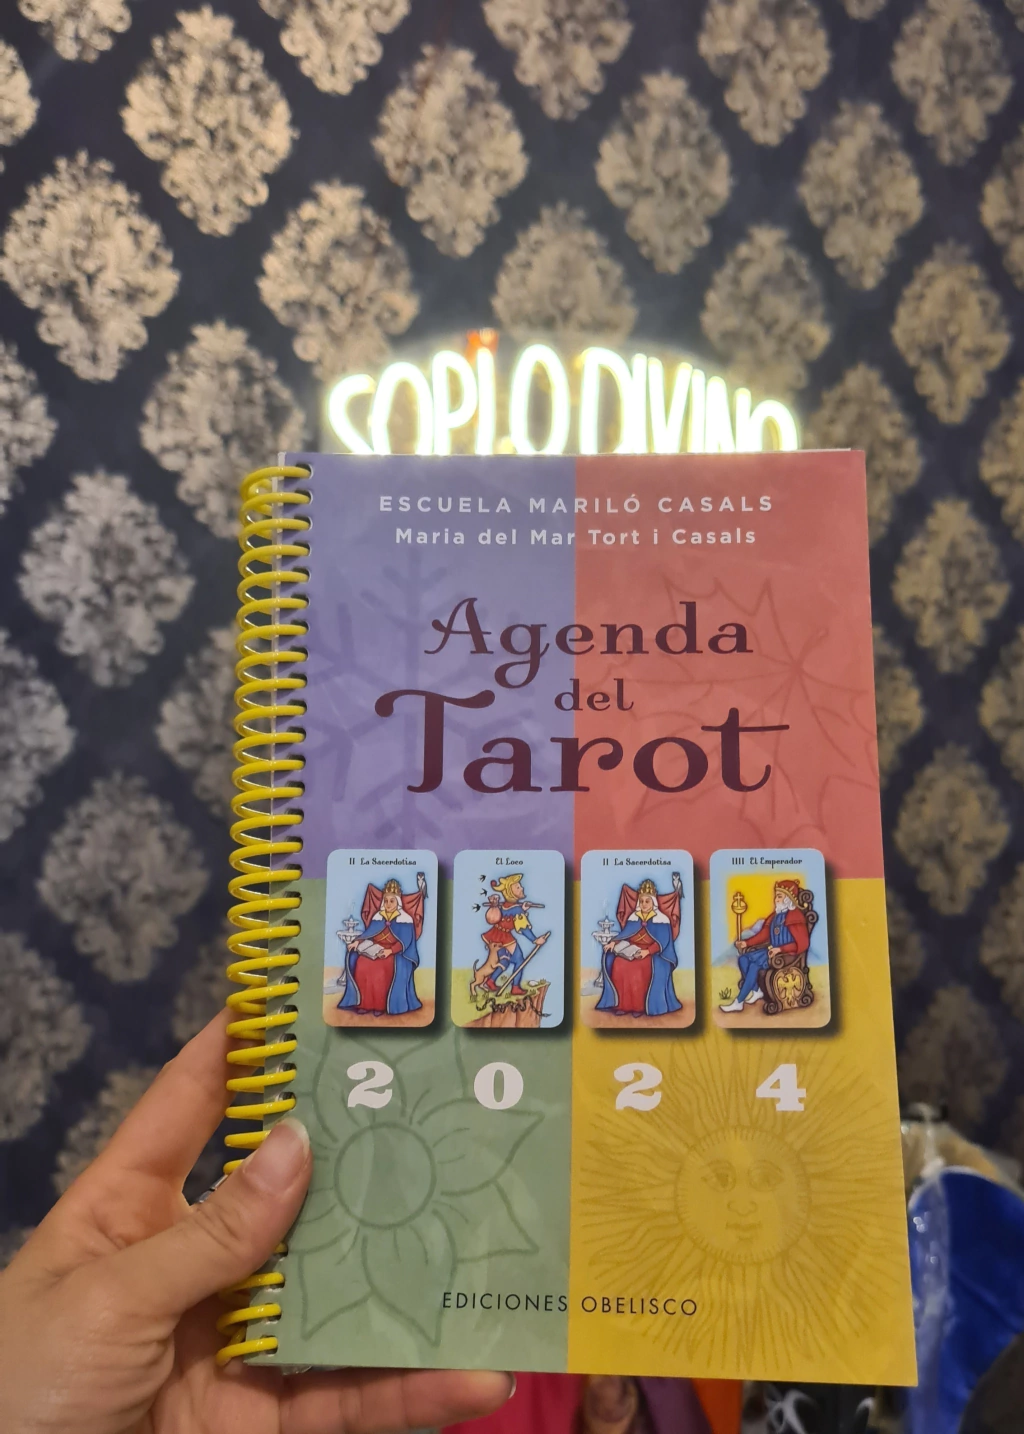 SOPLO DIVINO
ESCUELA MARILÓ CASALS
Maria del Mar Tort i Casals
Agenda
del
Tarot
II La Sacerdotisa
El Loco
II La Sacerdotisa
IIII El Emperador
2 0 2 4
EDICIONES OBELISCO